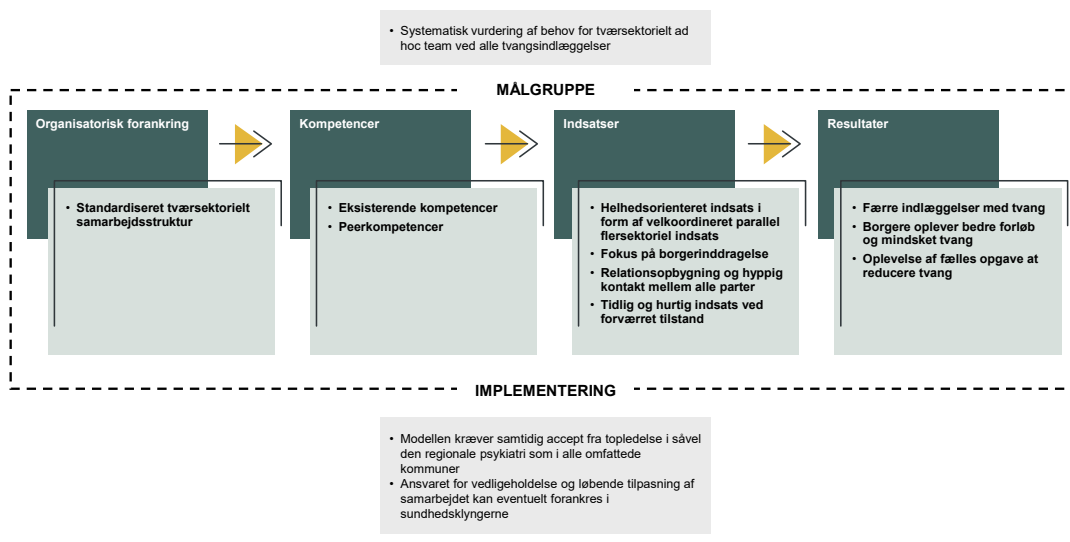 • Systematisk vurdering af behov for tværsektorielt ad
hoc team ved alle tvangsindlæggelser
MÅLGRUPPE
Organisatorisk forankring
• Standardiseret tværsektorielt
samarbejdsstruktur
Kompetencer
• Eksisterende kompetencer
• Peerkompetencer
Indsatser
• Helhedsorienteret indsats i
form af velkoordineret parallel
flersektoriel indsats
• Fokus på borgerinddragelse
• Relationsopbygning og hyppig
kontakt mellem alle parter
• Tidlig og hurtig indsats ved
forværret tilstand
Resultater
• Færre indlæggelser med tvang
• Borgere oplever bedre forløb
og mindsket tvang
• Oplevelse af fælles opgave at
reducere tvang
IMPLEMENTERING
• Modellen kræver samtidig accept fra topledelse i såvel
den regionale psykiatri som i alle omfattede
kommuner
• Ansvaret for vedligeholdelse og løbende tilpasning af
samarbejdet kan eventuelt forankres i
sundhedsklyngerne